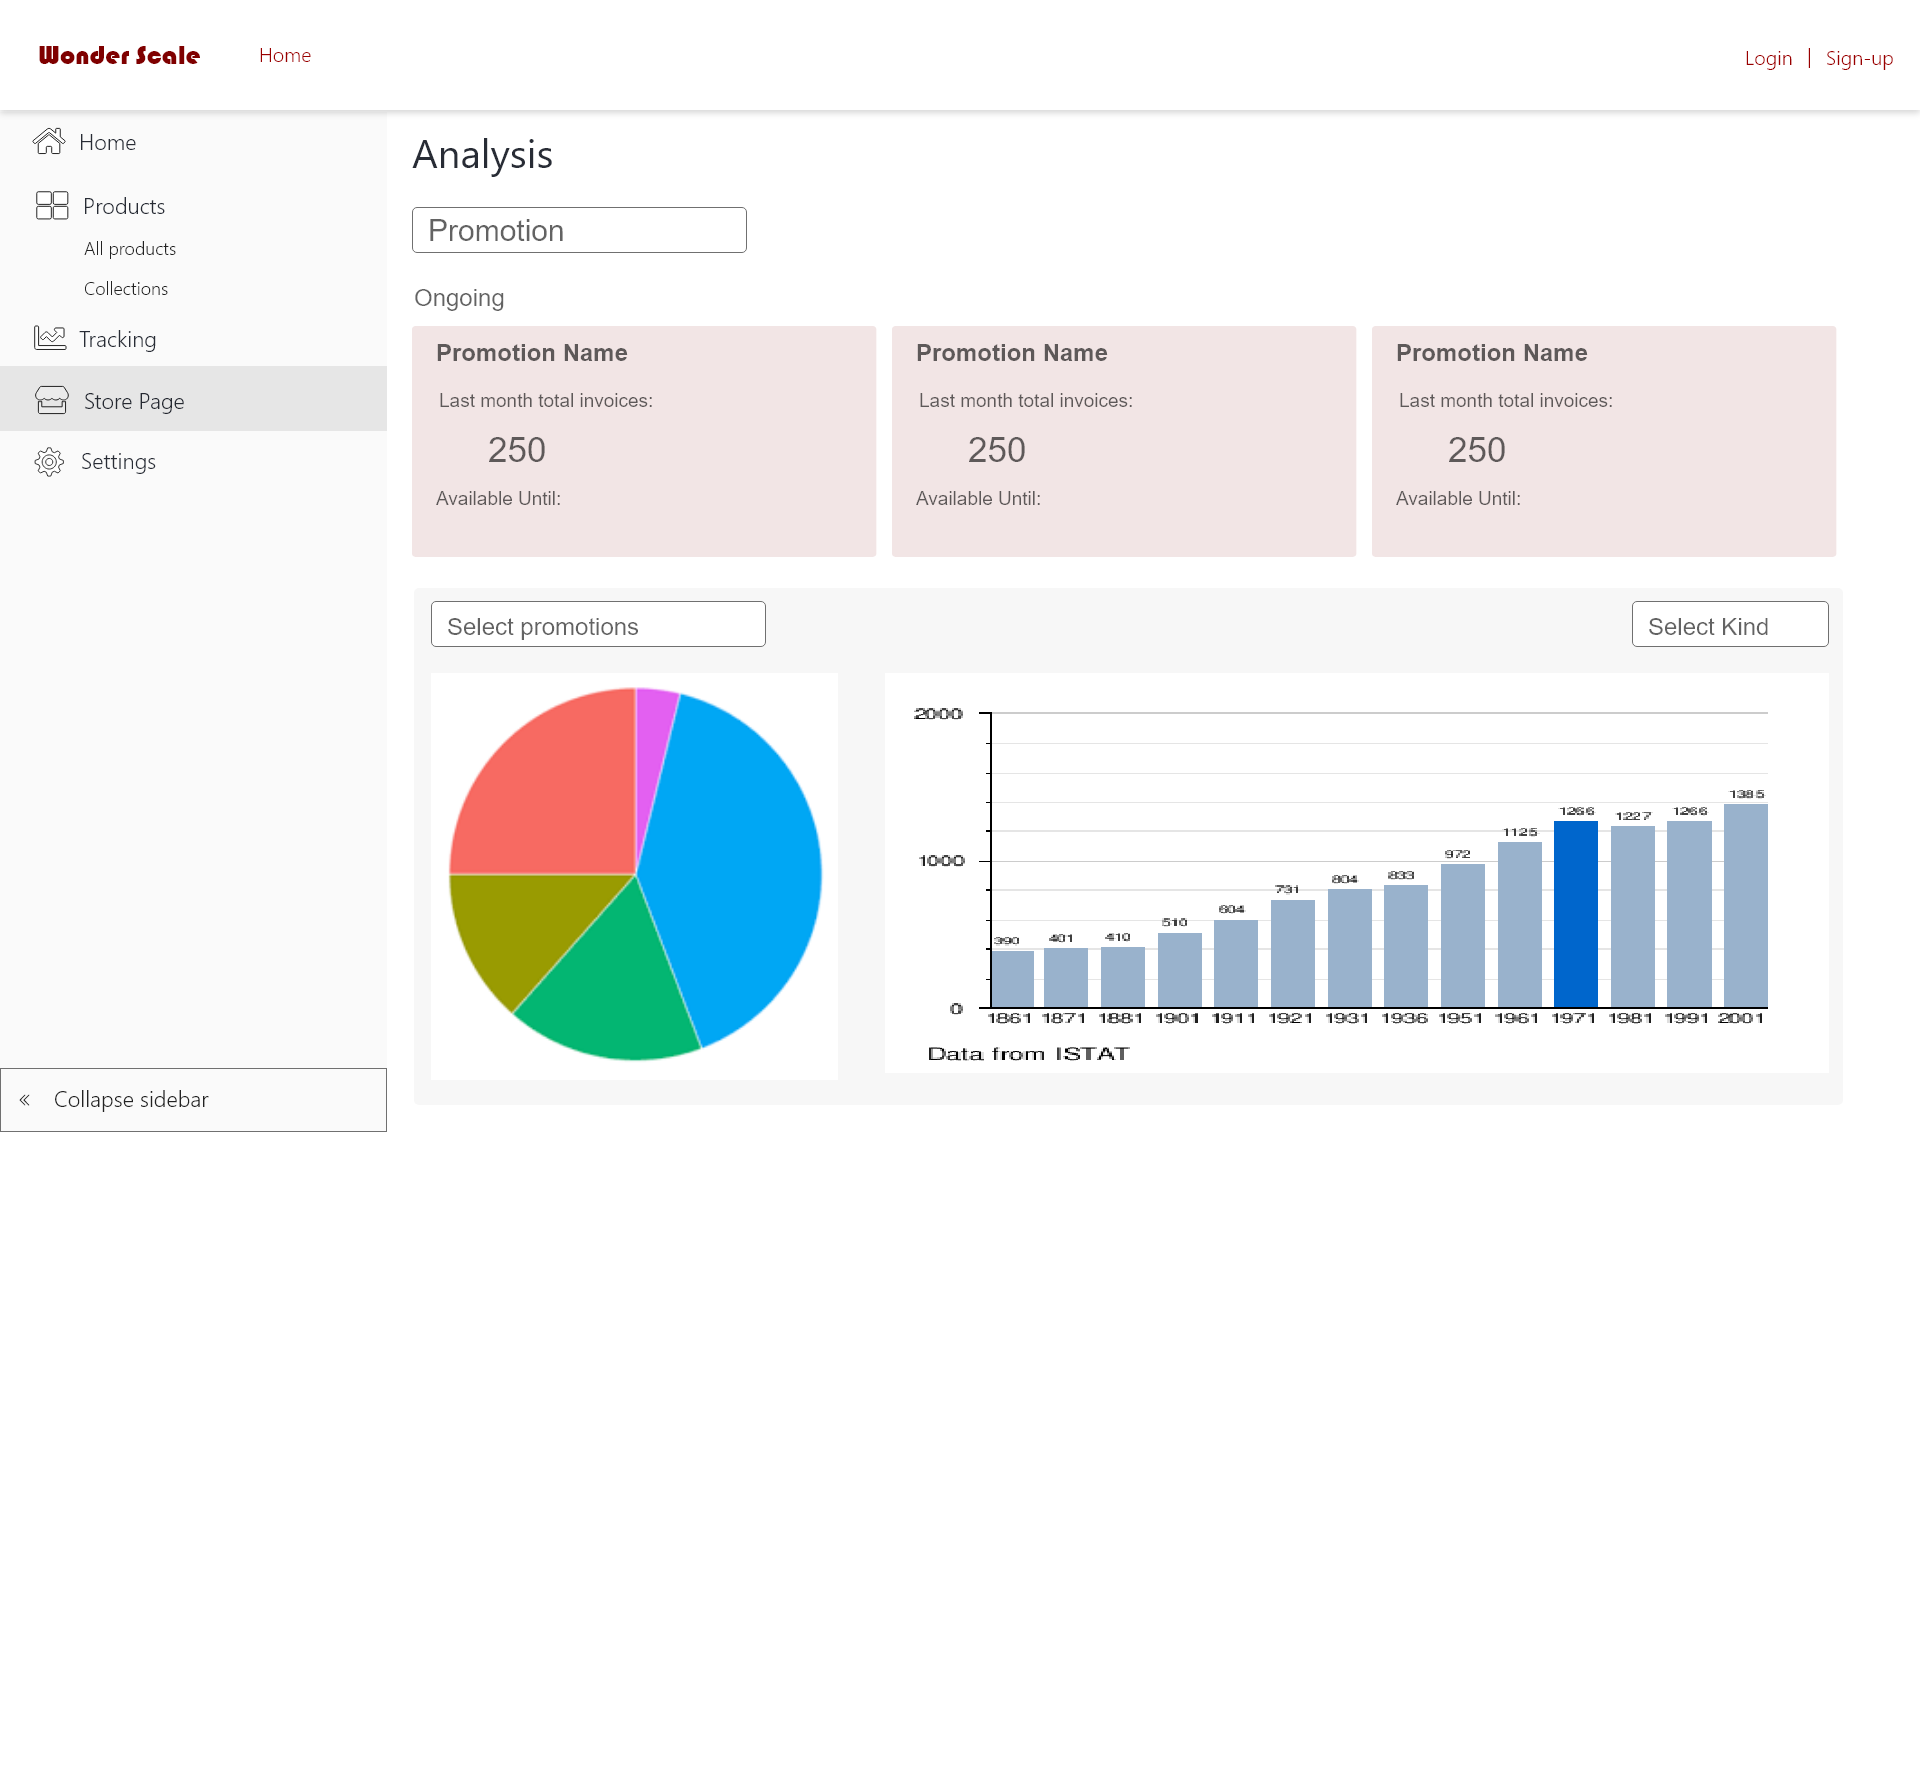 Wonder Scale
Home
Login | Sign-up
Home
Products
All products
Collections
Tracking
Store Page
Settings
« Collapse sidebar
Analysis
Promotion
Ongoing
Promotion Name
Last month total invoices:
250
Available Until:
Promotion Name
Last month total invoices:
250
Available Until:
Promotion Name
Last month total invoices:
250
Available Until:
Select promotions
Select Kind
2000
1000
0
390 401 410 510 604 731 804 833 972 1125 1266 1227 1266 1385
1861 1871 1881 1901 1911 1921 1931 1936 1951 1961 1971 1981 1991 2001
Data from ISTAT